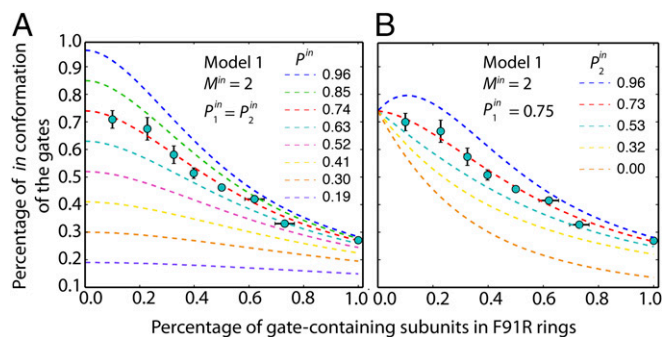 A
B
Percentage of in conformation
of the gates
1.0
0.9
0.8
0.7
0.6
0.5
0.4
0.3
0.2
0.1
Model 1
M^in = 2
P_1^in = P_2^in
P^in
0.96
0.85
0.74
0.63
0.52
0.41
0.30
0.19
0.0 0.2 0.4 0.6 0.8 1.0
Model 1
M^in = 2
P_1^in = 0.75
P_2^in
0.96
0.73
0.53
0.32
0.00
0.0 0.2 0.4 0.6 0.8 1.0
Percentage of gate-containing subunits in F91R rings